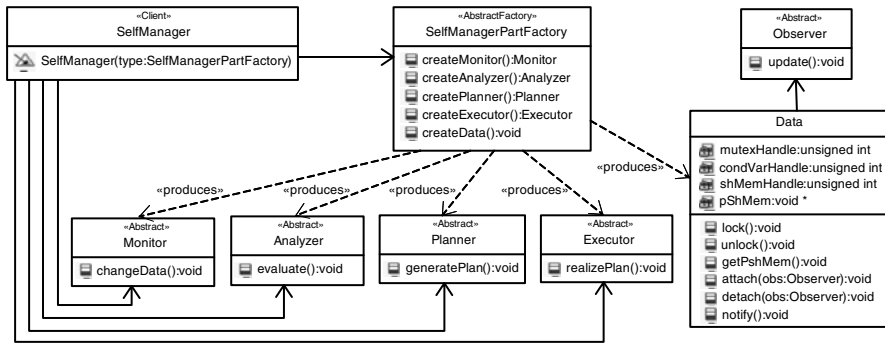 «Client»
SelfManager
SelfManager(type:SelfManagerPartFactory)
«AbstractFactory»
SelfManagerPartFactory
createMonitor():Monitor
createAnalyzer():Analyzer
createPlanner():Planner
createExecutor():Executor
createData():void
«Abstract»
Observer
update():void
Data
mutexHandle:unsigned int
condVarHandle:unsigned int
shMemHandle:unsigned int
pShMem:void *
lock():void
unlock():void
getPshMem():void
attach(obs:Observer):void
detach(obs:Observer):void
notify():void
«produces»
«produces»
«produces»
«produces»
«produces»
«Abstract»
Monitor
changeData():void
«Abstract»
Analyzer
evaluate():void
«Abstract»
Planner
generatePlan():void
«Abstract»
Executor
realizePlan():void